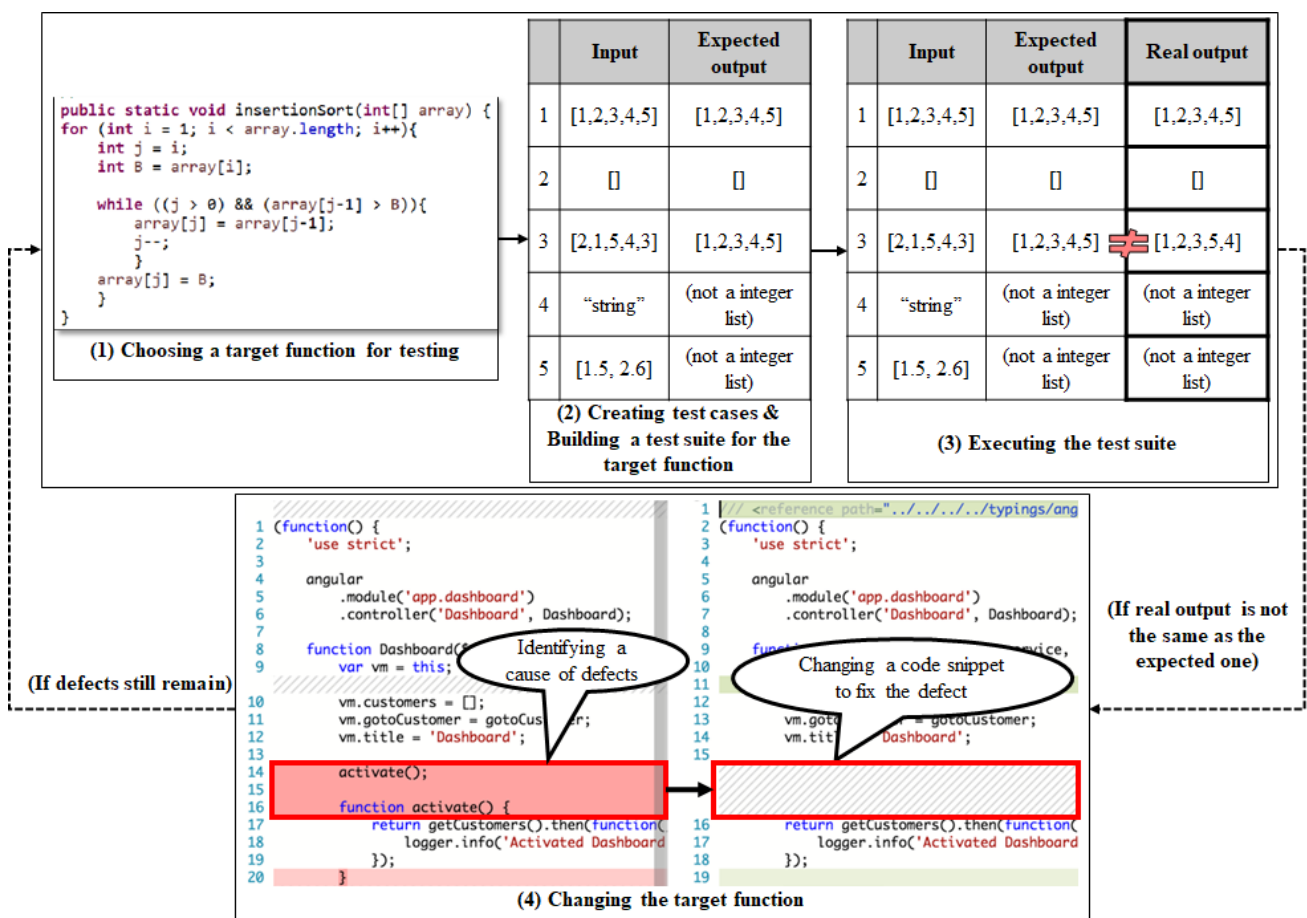 public static void insertionSort(int[] array) {
for (int i = 1; i < array.length; i++){
int j = i;
int B = array[i];
while ((j > 0) && (array[j-1] > B)){
array[j] = array[j-1];
j--;
}
array[j] = B;
}
}
(1) Choosing a target function for testing
Input Expected output
1 [1,2,3,4,5] [1,2,3,4,5]
2 [] []
3 [2,1,5,4,3] [1,2,3,4,5]
4 “string” (not a integer list)
5 [1.5, 2.6] (not a integer list)
(2) Creating test cases &
Building a test suite for the
target function
Input Expected output Real output
1 [1,2,3,4,5] [1,2,3,4,5] [1,2,3,4,5]
2 [] [] []
3 [2,1,5,4,3] [1,2,3,4,5] ≠ [1,2,3,5,4]
4 “string” (not a integer list) (not a integer list)
5 [1.5, 2.6] (not a integer list) (not a integer list)
(3) Executing the test suite
(If defects still remain)
1 (function() {
2 'use strict';
3
4 angular
5 .module('app.dashboard')
6 .controller('Dashboard', Dashboard);
7
8 function Dashboard(
9 var vm = this;
10 vm.customers = [];
11 vm.gotoCustomer = gotoCus er;
12 vm.title = 'Dashboard';
13
14 activate();
15
16 function activate() {
17 return getCustomers().then(function(
18 logger.info('Activated Dashboard
19 });
20 }
Identifying a
cause of defects
1 /// <reference path="../../../../typings/ang
2 (function() {
3 'use strict';
4
5 angular
6 .module('app.dashboard')
7 .controller('Dashboard', Dashboard);
8
9 func rvice,
10
11
12
13 vm.goto r = gotoCustomer;
14 vm.tit Dashboard';
15
16 return getCustomers().then(function(
17 logger.info('Activated Dashboard
18 });
19
Changing a code snippet
to fix the defect
(If real output is not
the same as the
expected one)
(4) Changing the target function